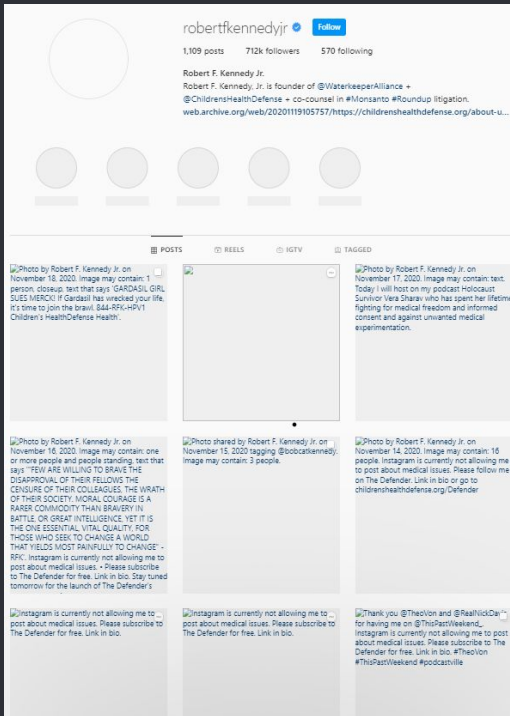 robertfkennedyjr Follow
1,109 posts 712k followers 570 following
Robert F. Kennedy Jr.
Robert F. Kennedy, Jr. is founder of @WaterkeeperAlliance +
@ChildrensHealthDefense + co-counsel in #Monsanto #Roundup litigation.
web.archive.org/web/20201119105757/https://childrenshealthdefense.org/about-u...
POSTS REELS IGTV TAGGED
Photo by Robert F. Kennedy Jr. on
November 18, 2020. Image may contain: 1
person, closeup, text that says 'GARDASIL GIRL
SUES MERCK! If Gardasil has wrecked your life,
it's time to join the brawl. 844-RFK-HPV1
Children's HealthDefense Health'.
Photo by Robert F. Kennedy Jr. on
November 17, 2020. Image may contain: text.
Today I will host on my podcast Holocaust
Survivor Vera Sharav who has spent her lifetime
fighting for medical freedom and informed
consent and against unwanted medical
experimentation.
Photo by Robert F. Kennedy Jr. on
November 16, 2020. Image may contain: one
or more people and people standing, text that
says '"FEW ARE WILLING TO BRAVE THE
DISAPPROVAL OF THEIR FELLOWS THE
CENSURE OF THEIR COLLEAGUES, THE WRATH
OF THEIR SOCIETY. MORAL COURAGE IS A
RARER COMMODITY THAN BRAVERY IN
BATTLE, OR GREAT INTELLIGENCE. YET IT IS
THE ONE ESSENTIAL, VITAL QUALITY, FOR
THOSE WHO SEEK TO CHANGE A WORLD
THAT YIELDS MOST PAINFULLY TO CHANGE" -
RFK'. Instagram is currently not allowing me to
post about medical issues. • Please subscribe
to The Defender for free. Link in bio. Stay tuned
tomorrow for the launch of The Defender's
Photo shared by Robert F. Kennedy Jr. on
November 15, 2020 tagging @bobcatkennedy.
Image may contain: 3 people.
Photo by Robert F. Kennedy Jr. on
November 14, 2020. Image may contain: 16
people. Instagram is currently not allowing me
to post about medical issues. Please follow me
on The Defender. Link in bio or go to
childrenshealthdefense.org/Defender
Instagram is currently not allowing me to
post about medical issues. Please subscribe to
The Defender for free. Link in bio.
Instagram is currently not allowing me to
post about medical issues. Please subscribe to
The Defender for free. Link in bio.
Thank you @TheoVon and @RealNickDavis
for having me on @ThisPastWeekend_.
Instagram is currently not allowing me to post
about medical issues. Please subscribe to The
Defender for free. Link in bio. #TheoVon
#ThisPastWeekend #podcastville